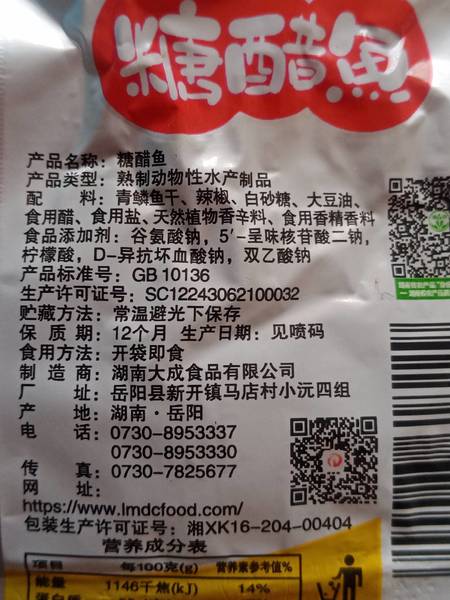 糖醋鱼
产品名称：糖醋鱼
产品类型：熟制动物性水产制品
配 料：青鳞鱼干、辣椒、白砂糖、大豆油、
食用醋、食用盐、天然植物香辛料、食用香精香料
食品添加剂：谷氨酸钠，5′-呈味核苷酸二钠，
柠檬酸，D-异抗坏血酸钠，双乙酸钠
产品标准号：GB 10136
生产许可证号：SC12243062100032
贮藏方法：常温避光下保存
保 质 期：12个月 生产日期：见喷码
食用方法：开袋即食
制 造 商：湖南大成食品有限公司
厂 址：岳阳县新开镇马店村小沅四组
产 地：湖南·岳阳
电 话：0730-8953337
0730-8953330
传 真：0730-7825677
网 址：
https://www.lmdcfood.com/
包装生产许可证号：湘XK16-204-00404
营养成分表
项目 每100克(g) 营养素参考值%
能量 1146千焦(kJ) 14%